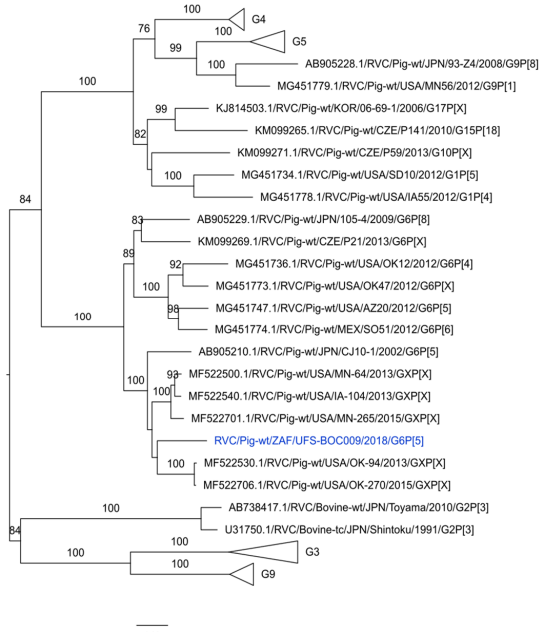 100
G4
76
100
G5
99
100
AB905228.1/RVC/Pig-wt/JPN/93-Z4/2008/G9P[8]
MG451779.1/RVC/Pig-wt/USA/MN56/2012/G9P[1]
100
99
KJ814503.1/RVC/Pig-wt/KOR/06-69-1/2006/G17P[X]
KM099265.1/RVC/Pig-wt/CZE/P141/2010/G15P[18]
82
KM099271.1/RVC/Pig-wt/CZE/P59/2013/G10P[X]
100
MG451734.1/RVC/Pig-wt/USA/SD10/2012/G1P[5]
MG451778.1/RVC/Pig-wt/USA/IA55/2012/G1P[4]
84
83
AB905229.1/RVC/Pig-wt/JPN/105-4/2009/G6P[8]
KM099269.1/RVC/Pig-wt/CZE/P21/2013/G6P[X]
89
92
MG451736.1/RVC/Pig-wt/USA/OK12/2012/G6P[4]
100
MG451773.1/RVC/Pig-wt/USA/OK47/2012/G6P[X]
98
MG451747.1/RVC/Pig-wt/USA/AZ20/2012/G6P[5]
MG451774.1/RVC/Pig-wt/MEX/SO51/2012/G6P[6]
100
AB905210.1/RVC/Pig-wt/JPN/CJ10-1/2002/G6P[5]
100
93
MF522500.1/RVC/Pig-wt/USA/MN-64/2013/GXP[X]
100
MF522540.1/RVC/Pig-wt/USA/IA-104/2013/GXP[X]
MF522701.1/RVC/Pig-wt/USA/MN-265/2015/GXP[X]
RVC/Pig-wt/ZAF/UFS-BOC009/2018/G6P[5]
100
MF522530.1/RVC/Pig-wt/USA/OK-94/2013/GXP[X]
MF522706.1/RVC/Pig-wt/USA/OK-270/2015/GXP[X]
100
AB738417.1/RVC/Bovine-wt/JPN/Toyama/2010/G2P[3]
U31750.1/RVC/Bovine-tc/JPN/Shintoku/1991/G2P[3]
84
100
100
G3
100
G9